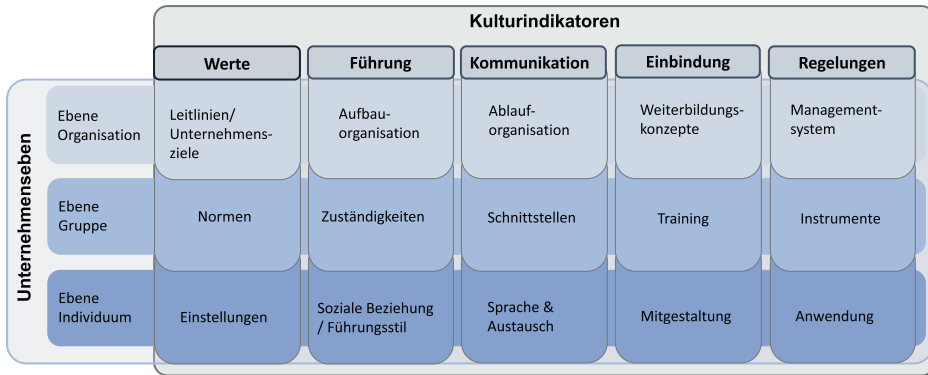 Kulturindikatoren
Werte
Führung
Kommunikation
Einbindung
Regelungen
Unternehmenseben
Ebene
Organisation
Leitlinien/
Unternehmens-
ziele
Aufbau-
organisation
Ablauf-
organisation
Weiterbildungs-
konzepte
Management-
system
Ebene
Gruppe
Normen
Zuständigkeiten
Schnittstellen
Training
Instrumente
Ebene
Individuum
Einstellungen
Soziale Beziehung
/ Führungsstil
Sprache &
Austausch
Mitgestaltung
Anwendung